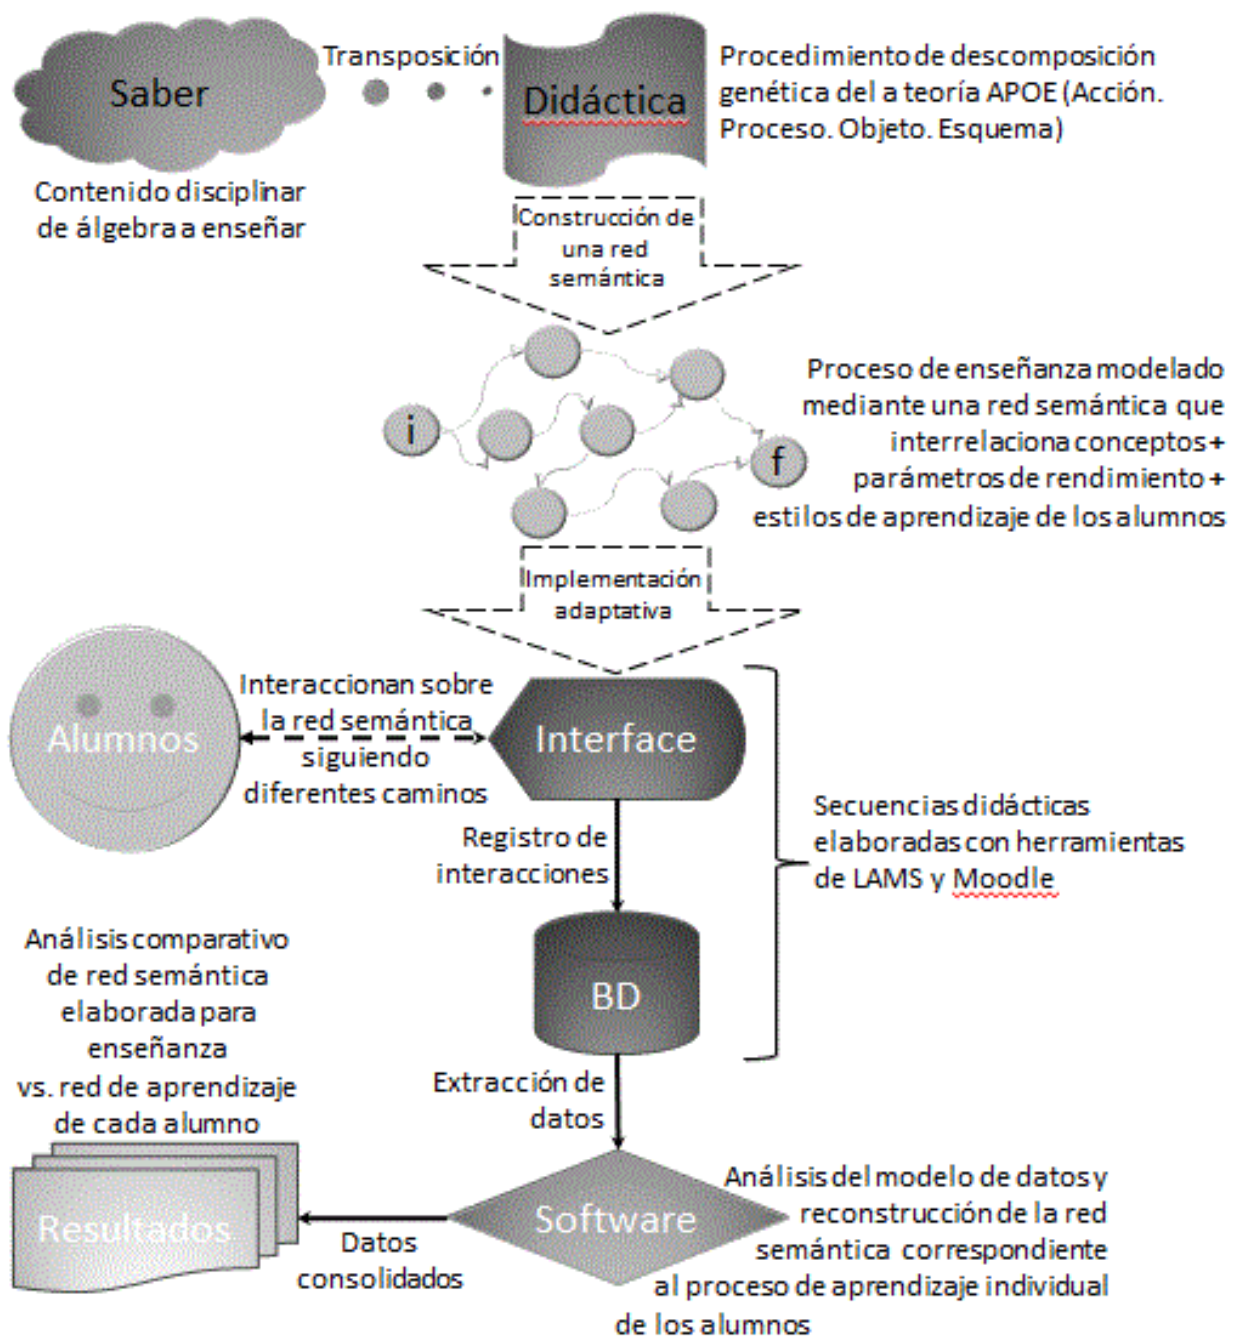 Saber
Transposición
Didáctica
Procedimiento de descomposición
genética del a teoría APOE (Acción.
Proceso. Objeto. Esquema)
Contenido disciplinar
de álgebra a enseñar
Construcción de
una red
semántica
i
f
Proceso de enseñanza modelado
mediante una red semántica que
interrelaciona conceptos +
parámetros de rendimiento +
estilos de aprendizaje de los alumnos
Implementación
adaptativa
Alumnos
Interaccionan sobre
la red semántica
siguiendo
diferentes caminos
Interface
Registro de
interacciones
Secuencias didácticas
elaboradas con herramientas
de LAMS y Moodle
BD
Extracción de
datos
Análisis comparativo
de red semántica
elaborada para
enseñanza
vs. red de aprendizaje
de cada alumno
Resultados
Datos
consolidados
Software
Análisis del modelo de datos y
reconstrucción de la red
semántica correspondiente
al proceso de aprendizaje individual
de los alumnos